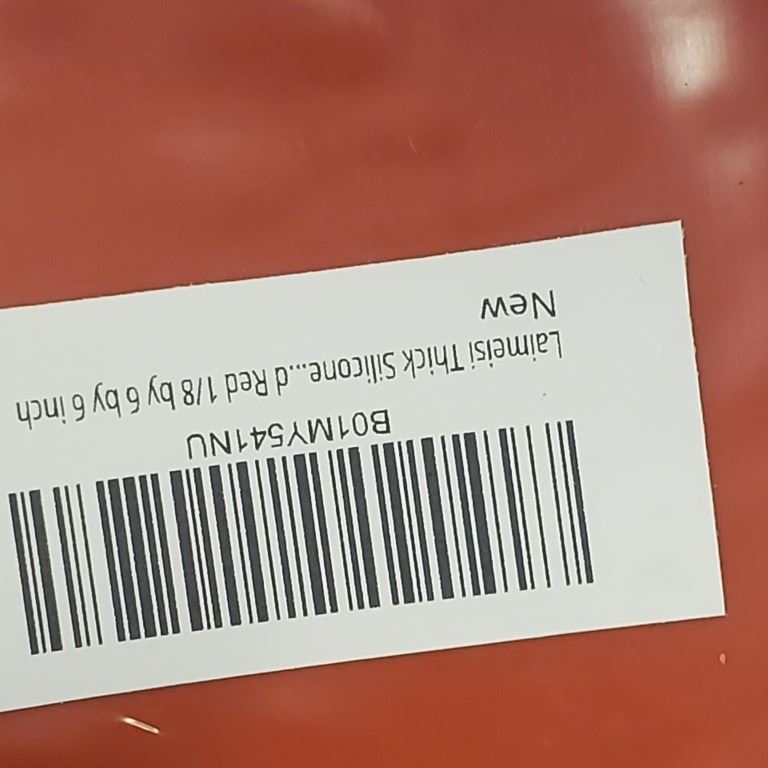 B01MY541NU
Laimeisi Thick Silicone...d Red 1/8 by 6 by 6 inch
New